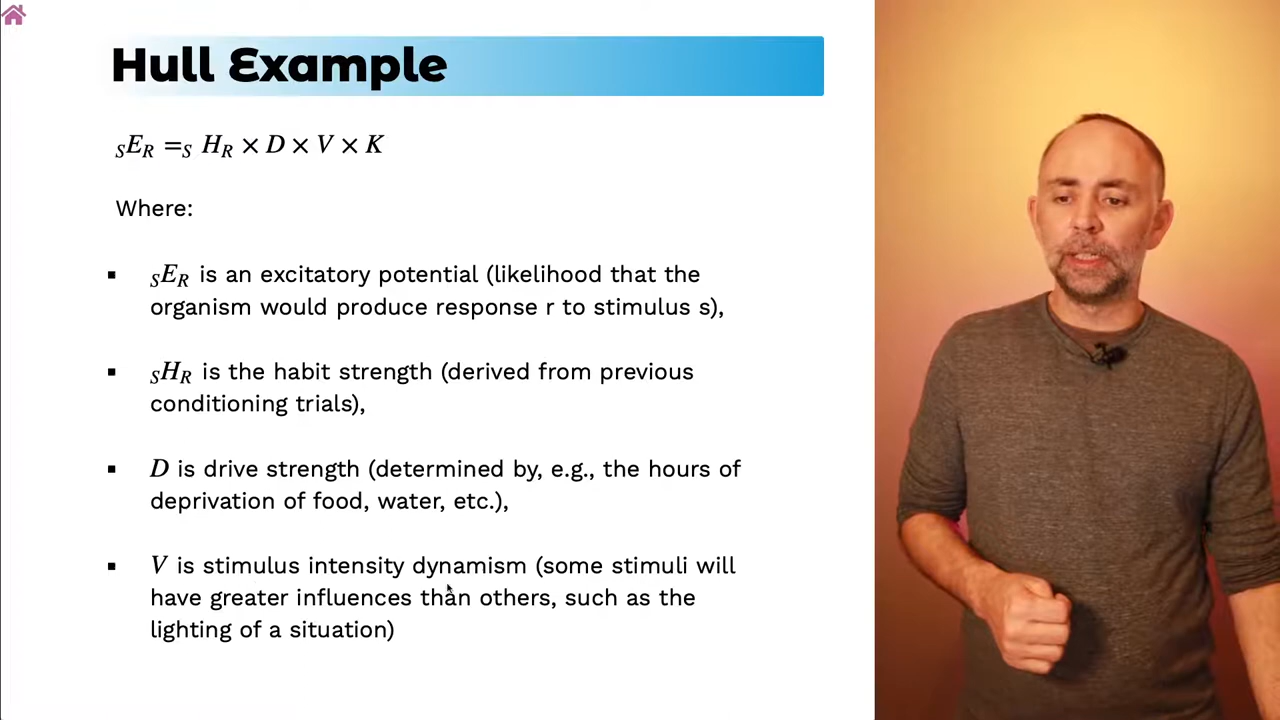 Hull Example
sER =s HR × D × V × K
Where:
▪ sER is an excitatory potential (likelihood that the
organism would produce response r to stimulus s),
▪ sHR is the habit strength (derived from previous
conditioning trials),
▪ D is drive strength (determined by, e.g., the hours of
deprivation of food, water, etc.),
▪ V is stimulus intensity dynamism (some stimuli will
have greater influences than others, such as the
lighting of a situation)